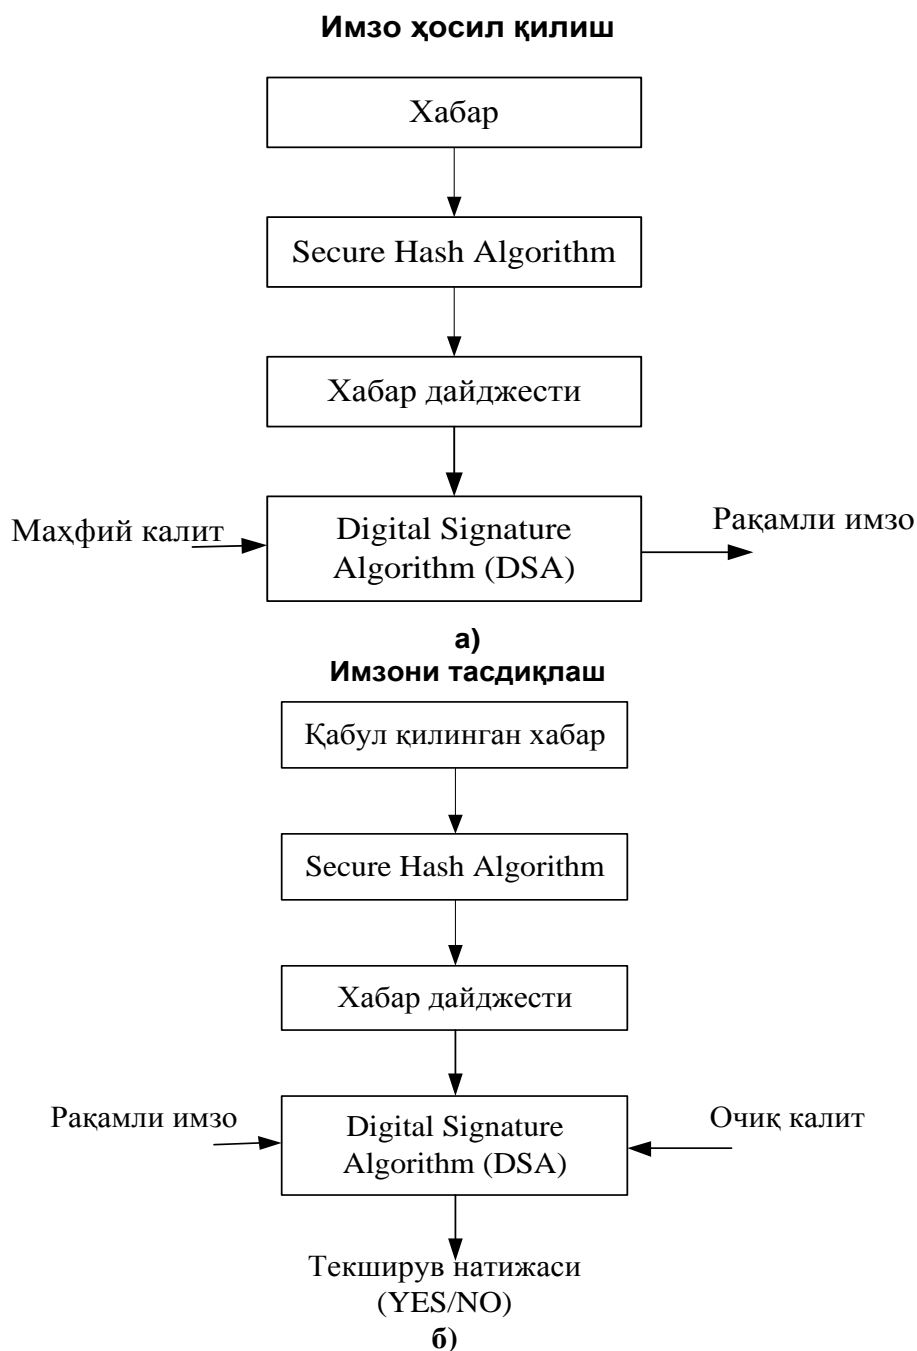 Имзо ҳосил қилиш
Хабар
Secure Hash Algorithm
Хабар дайджести
Маҳфий калит
Digital Signature
Algorithm (DSA)
Рақамли имзо
а)
Имзони тасдиқлаш
Қабул қилинган хабар
Secure Hash Algorithm
Хабар дайджести
Рақамли имзо
Digital Signature
Algorithm (DSA)
Очиқ калит
Текширув натижаси
(YES/NO)
б)